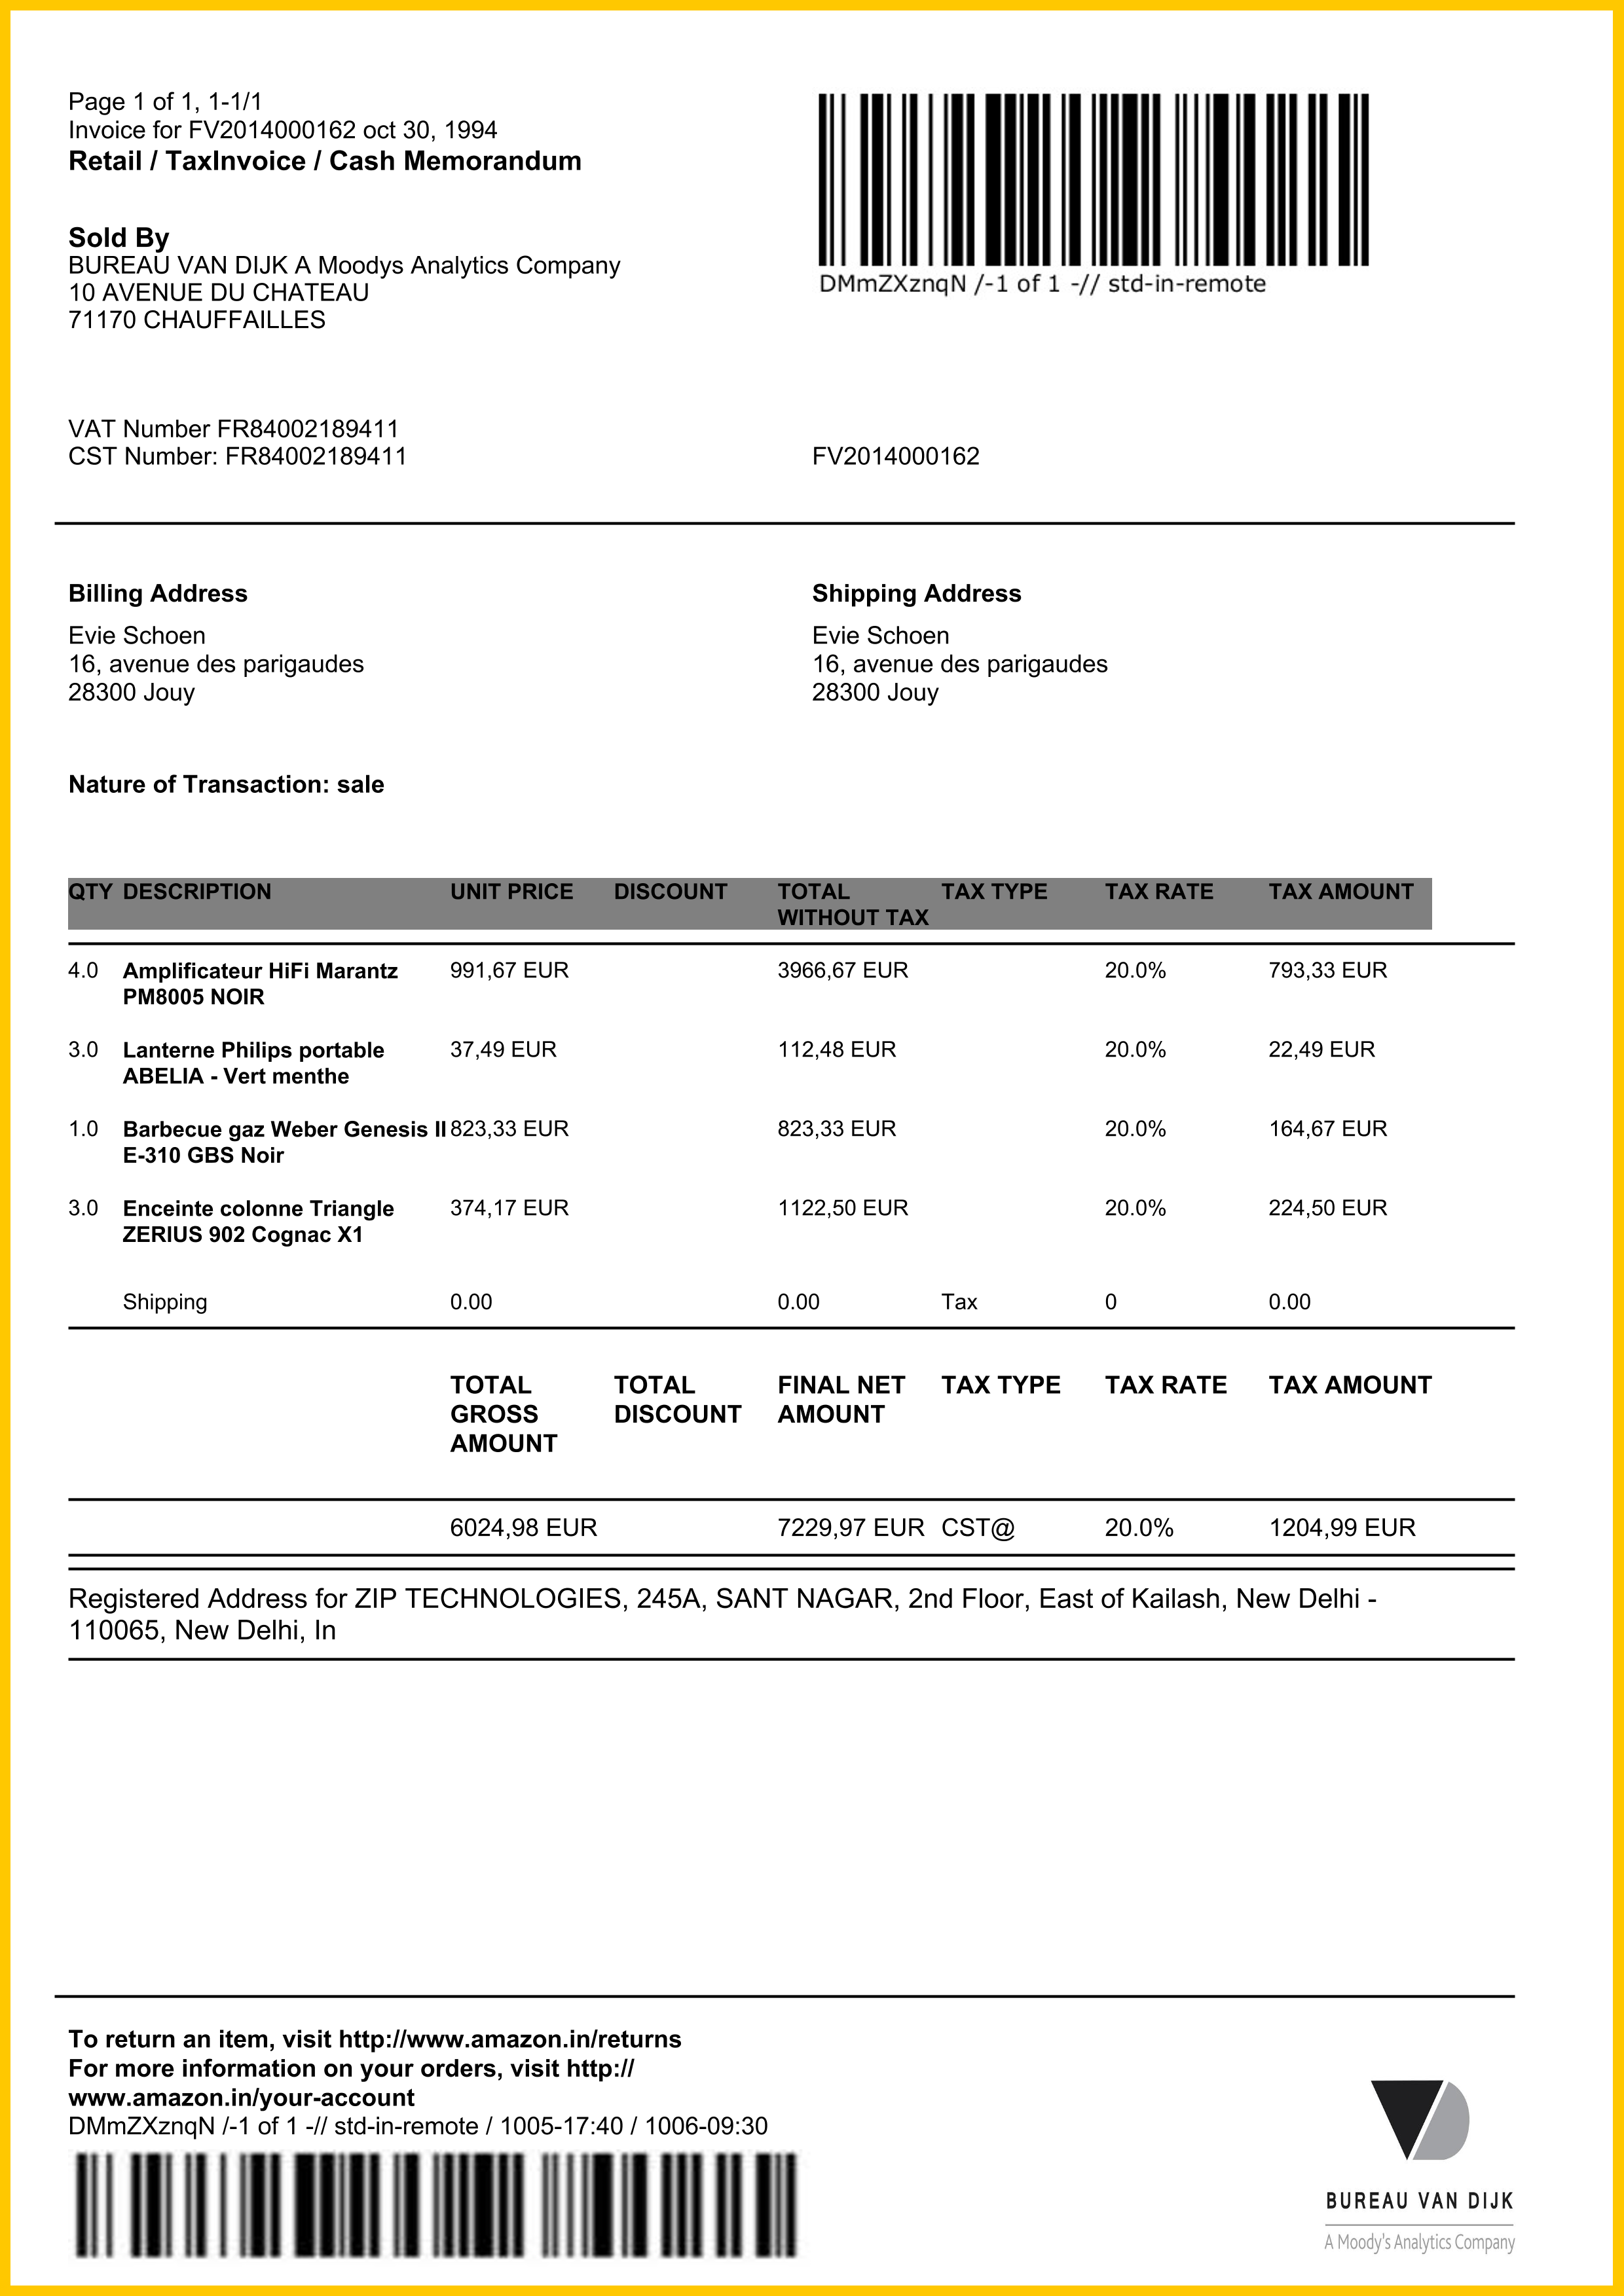 Page 1 of 1, 1-1/1
Invoice for FV2014000162 oct 30, 1994
Retail / TaxInvoice / Cash Memorandum
DMmZXznqN /-1 of 1 -// std-in-remote
Sold By
BUREAU VAN DIJK A Moodys Analytics Company
10 AVENUE DU CHATEAU
71170 CHAUFFAILLES
VAT Number FR84002189411
CST Number: FR84002189411
FV2014000162
Billing Address
Evie Schoen
16, avenue des parigaudes
28300 Jouy
Shipping Address
Evie Schoen
16, avenue des parigaudes
28300 Jouy
Nature of Transaction: sale
QTY DESCRIPTION UNIT PRICE DISCOUNT TOTAL WITHOUT TAX TAX TYPE TAX RATE TAX AMOUNT
4.0 Amplificateur HiFi Marantz 991,67 EUR 3966,67 EUR 20.0% 793,33 EUR
PM8005 NOIR
3.0 Lanterne Philips portable 37,49 EUR 112,48 EUR 20.0% 22,49 EUR
ABELIA - Vert menthe
1.0 Barbecue gaz Weber Genesis II 823,33 EUR 823,33 EUR 20.0% 164,67 EUR
E-310 GBS Noir
3.0 Enceinte colonne Triangle 374,17 EUR 1122,50 EUR 20.0% 224,50 EUR
ZERIUS 902 Cognac X1
Shipping 0.00 0.00 Tax 0 0.00
TOTAL GROSS AMOUNT TOTAL DISCOUNT FINAL NET AMOUNT TAX TYPE TAX RATE TAX AMOUNT
6024,98 EUR 7229,97 EUR CST@ 20.0% 1204,99 EUR
Registered Address for ZIP TECHNOLOGIES, 245A, SANT NAGAR, 2nd Floor, East of Kailash, New Delhi -
110065, New Delhi, In
To return an item, visit http://www.amazon.in/returns
For more information on your orders, visit http://
www.amazon.in/your-account
DMmZXznqN /-1 of 1 -// std-in-remote / 1005-17:40 / 1006-09:30
BUREAU VAN DIJK
A Moody's Analytics Company